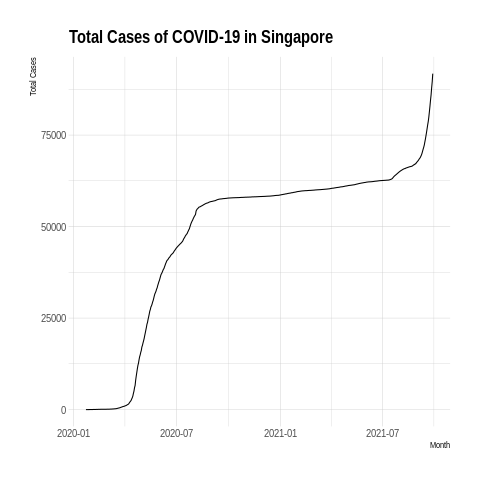 Total Cases of COVID-19 in Singapore
Total Cases
75000
50000
25000
0
2020-01 2020-07 2021-01 2021-07
Month